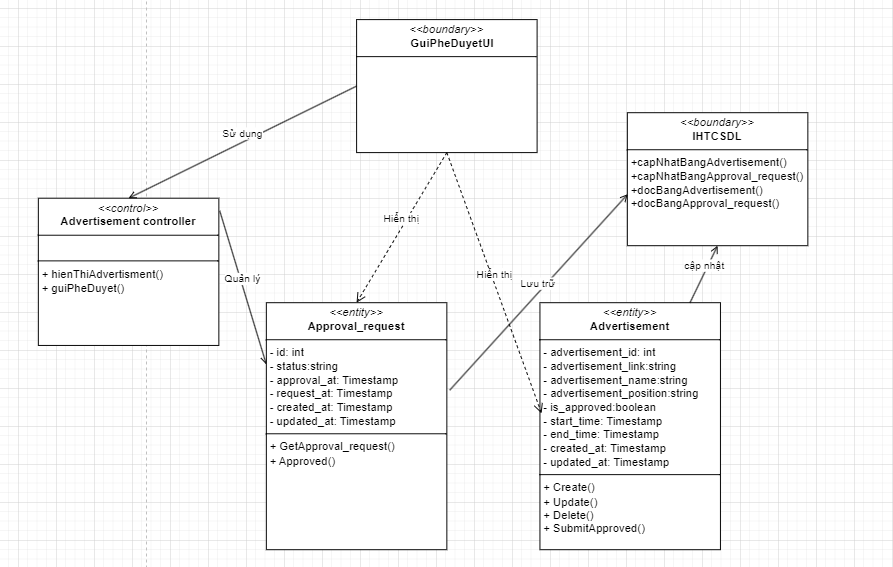 <<boundary>>
GuiPheDuyetUI
Sử dụng
<<boundary>>
IHTCSDL
+capNhatBangAdvertisement()
+capNhatBangApproval_request()
+docBangAdvertisement()
+docBangApproval_request()
<<control>>
Advertisement controller
+ hienThiAdvertisment()
+ guiPheDuyet()
Hiển thị
Quản lý
Hiển thị
Lưu trữ
cập nhật
<<entity>>
Approval_request
- id: int
- status:string
- approval_at: Timestamp
- request_at: Timestamp
- created_at: Timestamp
- updated_at: Timestamp
+ GetApproval_request()
+ Approved()
<<entity>>
Advertisement
- advertisement_id: int
- advertisement_link:string
- advertisement_name:string
- advertisement_position:string
- is_approved:boolean
- start_time: Timestamp
- end_time: Timestamp
- created_at: Timestamp
- updated_at: Timestamp
+ Create()
+ Update()
+ Delete()
+ SubmitApproved()